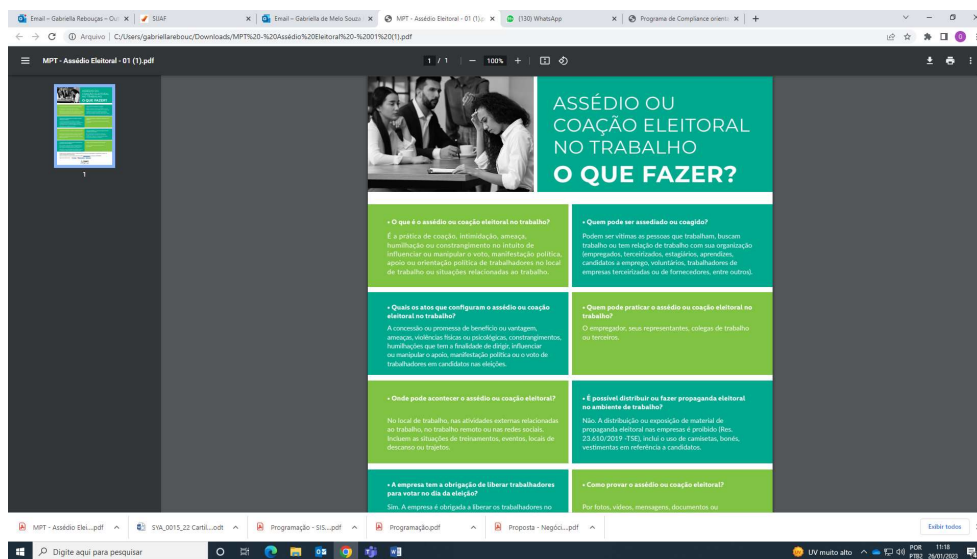 Email – Gabriella Rebouças – Out
SUAF
Email – Gabriella de Melo Souza
MPT - Assédio Eleitoral - 01 (1).p
(130) WhatsApp
Programa de Compliance orient
Arquivo | C:/Users/gabriellarebouc/Downloads/MPT%20-%20Assédio%20Eleitoral%20-%2001%20(1).pdf
MPT - Assédio Eleitoral - 01 (1).pdf
1 / 1
100%
1
ASSÉDIO OU
COAÇÃO ELEITORAL
NO TRABALHO
O QUE FAZER?
• O que é o assédio ou coação eleitoral no trabalho?
É a prática de coação, intimidação, ameaça,
humilhação ou constrangimento no intuito de
influenciar ou manipular o voto, manifestação política,
apoio ou orientação política de trabalhadores no local
de trabalho ou situações relacionadas ao trabalho.
• Quem pode ser assediado ou coagido?
Podem ser vítimas as pessoas que trabalham, buscam
trabalho ou tem relação de trabalho com sua organização
(empregados, terceirizados, estagiários, aprendizes,
candidatos a emprego, voluntários, trabalhadores de
empresas terceirizadas ou de fornecedores, entre outros).
• Quais os atos que configuram o assédio ou coação
eleitoral no trabalho?
A concessão ou promessa de benefício ou vantagem,
ameaças, violências físicas ou psicológicas, constrangimentos,
humilhações que tem a finalidade de dirigir, influenciar
ou manipular o apoio, manifestação política ou o voto de
trabalhadores em candidatos nas eleições.
• Quem pode praticar o assédio ou coação eleitoral no
trabalho?
O empregador, seus representantes, colegas de trabalho
ou terceiros.
• Onde pode acontecer o assédio ou coação eleitoral?
No local de trabalho, nas atividades externas relacionadas
ao trabalho, no trabalho remoto ou nas redes sociais.
Incluem as situações de treinamentos, eventos, locais de
descanso ou trajetos.
• É possível distribuir ou fazer propaganda eleitoral
no ambiente de trabalho?
Não. A distribuição ou exposição de material de
propaganda eleitoral nas empresas é proibido (Res.
23.610/2019 -TSE), inclui o uso de camisetas, bonés,
vestimentas em referência a candidatos.
• A empresa tem a obrigação de liberar trabalhadores
para votar no dia da eleição?
Sim. A empresa é obrigada a liberar os trabalhadores no
• Como provar o assédio ou coação eleitoral?
Por fotos, vídeos, mensagens, documentos ou
MPT - Assédio Elei....pdf
SYA_0015_22 Cartil....odt
Programação - SIS....pdf
Programação.pdf
Proposta - Negóci....pdf
Exibir todos
Digite aqui para pesquisar
UV muito alto
POR
PTB2
11:18
26/01/2023